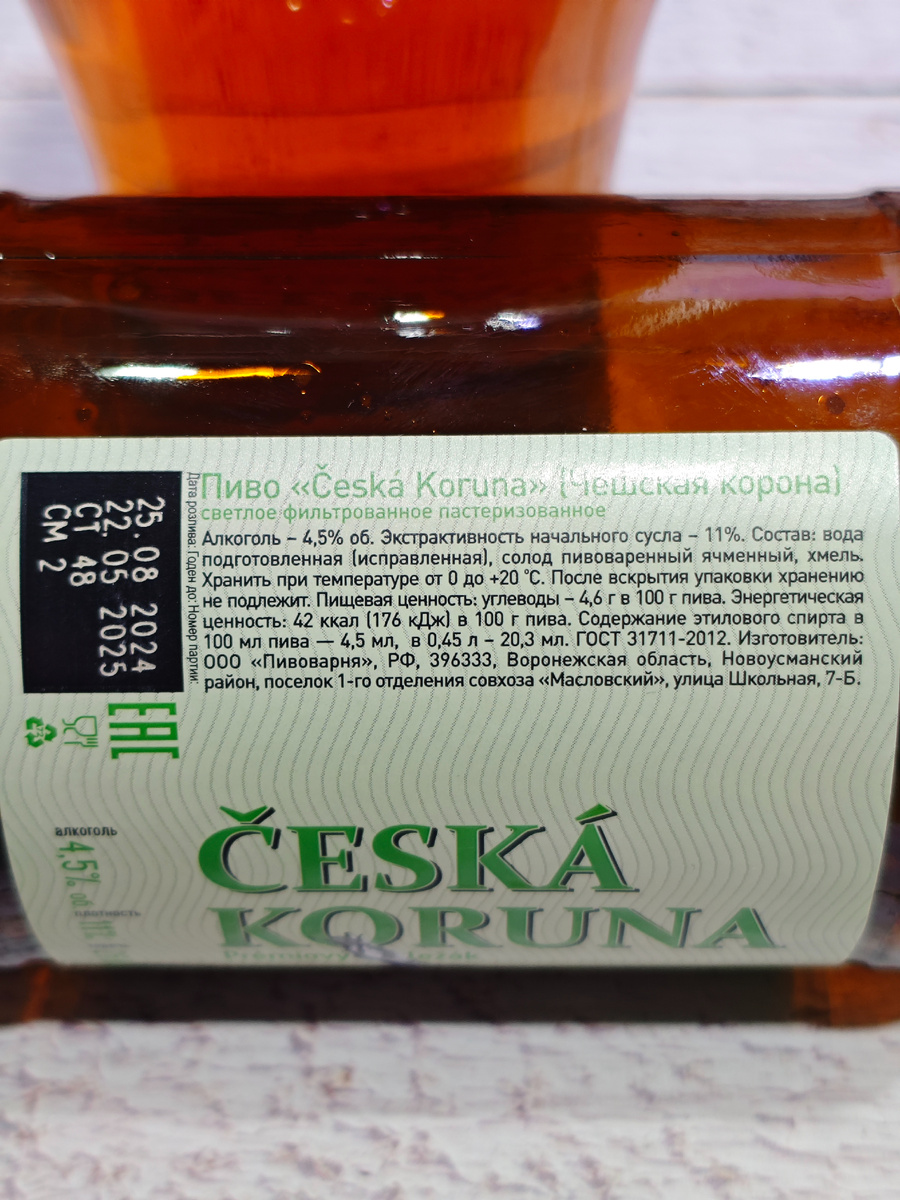 Пиво «Česká Koruna» (Чешская корона)
светлое фильтрованное пастеризованное
Алкоголь – 4,5% об. Экстрактивность начального сусла – 11%. Состав: вода
подготовленная (исправленная), солод пивоваренный ячменный, хмель.
Хранить при температуре от 0 до +20 °С. После вскрытия упаковки хранению
не подлежит. Пищевая ценность: углеводы – 4,6 г в 100 г пива. Энергетическая
ценность: 42 ккал (176 кДж) в 100 г пива. Содержание этилового спирта в
100 мл пива — 4,5 мл, в 0,45 л – 20,3 мл. ГОСТ 31711-2012. Изготовитель:
ООО «Пивоварня», РФ, 396333, Воронежская область, Новоусманский
район, поселок 1-го отделения совхоза «Масловский», улица Школьная, 7-Б.
Дата розлива: Годен до: Номер партии:
25. 08 2024
22. 05 2025
СТ 48
СМ 2
ЕАС
алкоголь
4,5% об
плотность
ČESKÁ
KORUNA
Prémiový Ležák